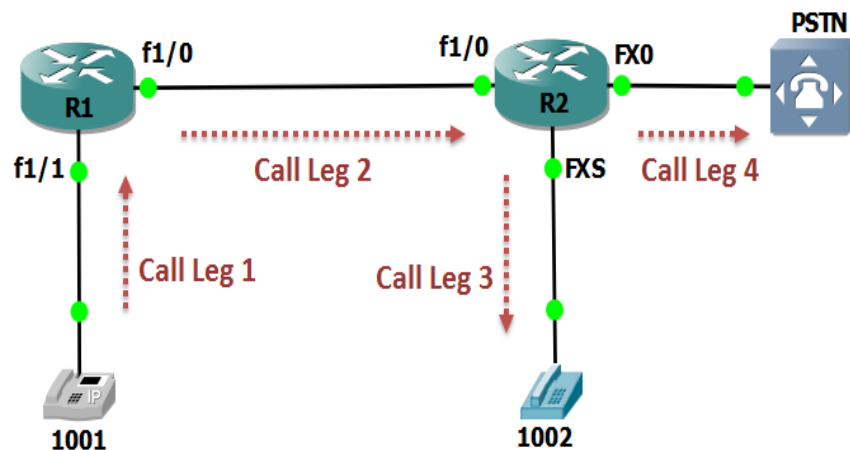 PSTN
f1/0
f1/0
FX0
R1
R2
Call Leg 2
Call Leg 4
f1/1
FXS
Call Leg 1
Call Leg 3
IP
1001
1002